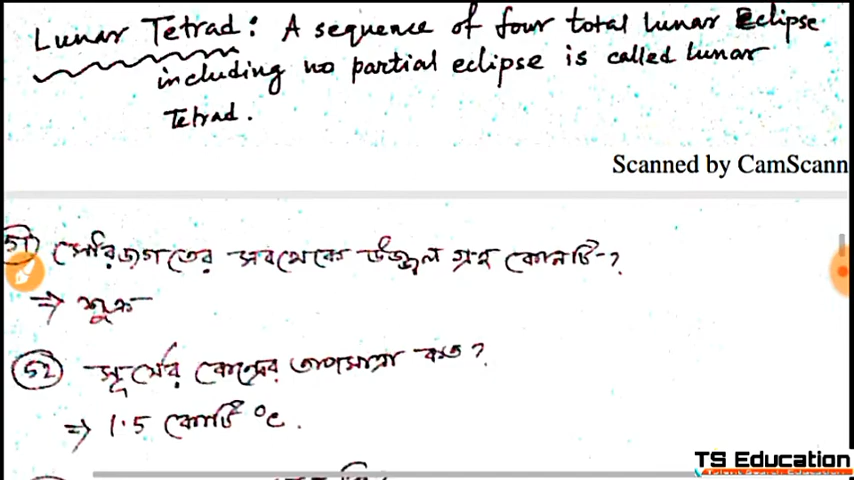 Lunar Tetrad: A sequence of four total lunar Eclipse
including no partial eclipse is called lunar
Tetrad.
Scanned by CamScann
51) সৌরজগতের সবথেকে উজ্জ্বল গ্রহ কোনটি-?
⇒ শুক্র
52 সূর্যের কেন্দ্রের তাপমাত্রা কত?
⇒ 1.5 কোটি °c.
TS Education